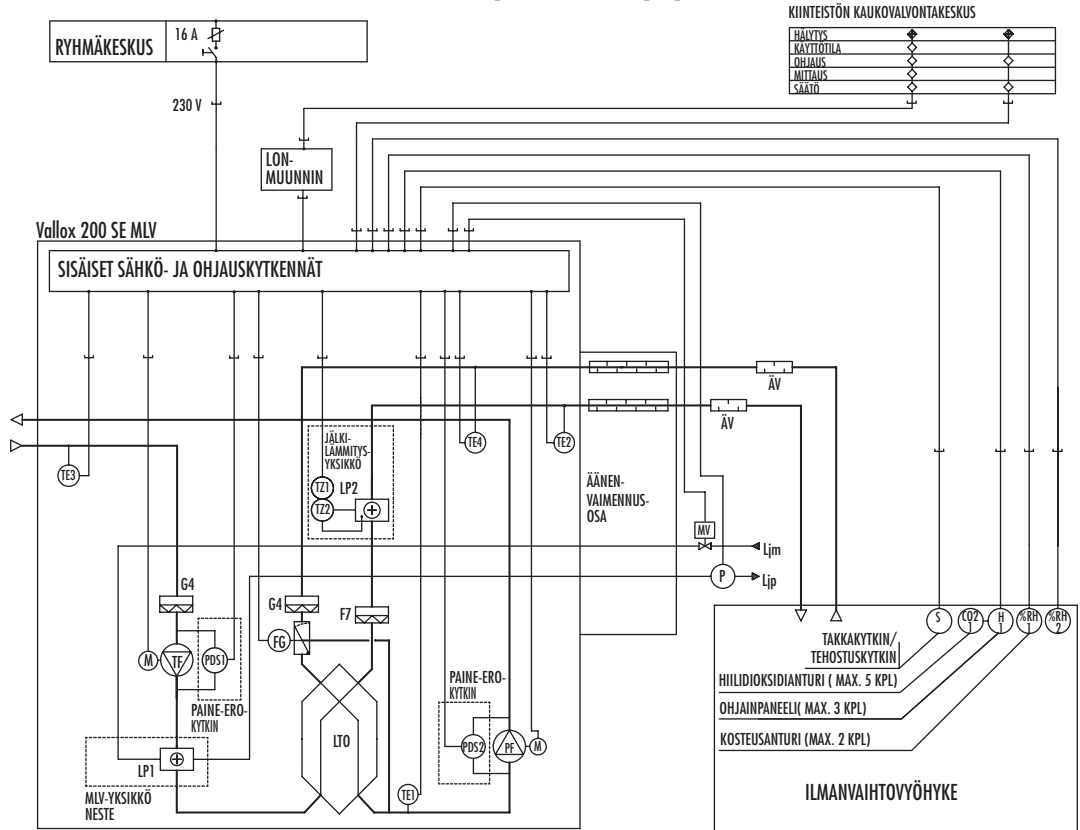 KIINTEISTÖN KAUKOVALVONTAKESKUS
HÄLYTYS
KÄYTTÖTILA
OHJAUS
MITTAUS
SÄÄTÖ
RYHMÄKESKUS
16 A
230 V
LON-
MUUNNIN
Vallox 200 SE MLV
SISÄISET SÄHKÖ- JA OHJAUSKYTKENNÄT
ÄV
ÄV
TE3
JÄLKI-
LÄMMITYS-
YKSIKKÖ
TZ1
TZ2
LP2
TE4
TE2
ÄÄNEN-
VAIMENNUS-
OSA
MV
Ljm
P
Ljp
G4
G4
F7
FG
M
TF
PDS1
PAINE-ERO-
KYTKIN
PAINE-ERO-
KYTKIN
PDS2
PF
M
LTO
LP1
TE1
MLV-YKSIKKÖ
NESTE
S
CO2
1
H
1
%RH
1
%RH
2
TAKKAKYTKIN/
TEHOSTUSKYTKIN
HIILIDIOKSIDIANTURI ( MAX. 5 KPL)
OHJAINPANEELI( MAX. 3 KPL)
KOSTEUSANTURI (MAX. 2 KPL)
ILMANVAIHTOVYÖHYKE